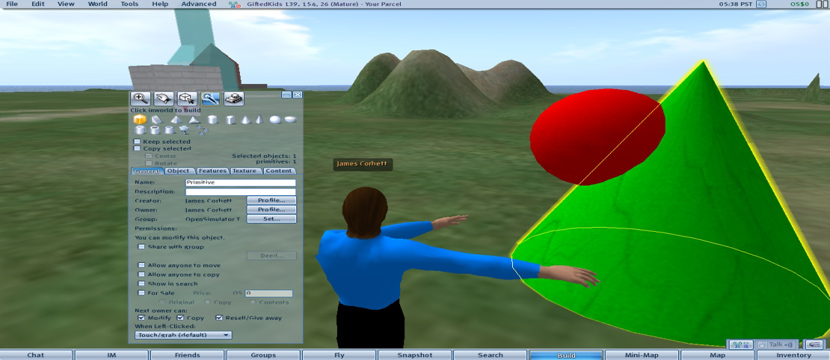 File Edit View World Tools Help Advanced GiftedKids 139, 154, 26 (Mature) - Your Parcel 05:38 PST OS$0
Click inworld to build
Keep selected
Copy selected
Center
Rotate
Selected objects: 1
primitives: 1
General Object Features Texture Content
Name: Primitive
Description:
Creator: James Corbett Profile...
Owner: James Corbett Profile...
Group: OpenSimulator T Set...
Permissions:
You can modify this object.
Share with group
Deed...
Allow anyone to move
Allow anyone to copy
Show in search
For Sale Price: OS$ 0
Original Copy Contents
Next owner can:
Modify Copy Resell/Give away
When Left-Clicked:
Touch/grab (default)
James Corbett
Talk
Chat IM Friends Groups Fly Snapshot Search Build Mini-Map Map Inventory